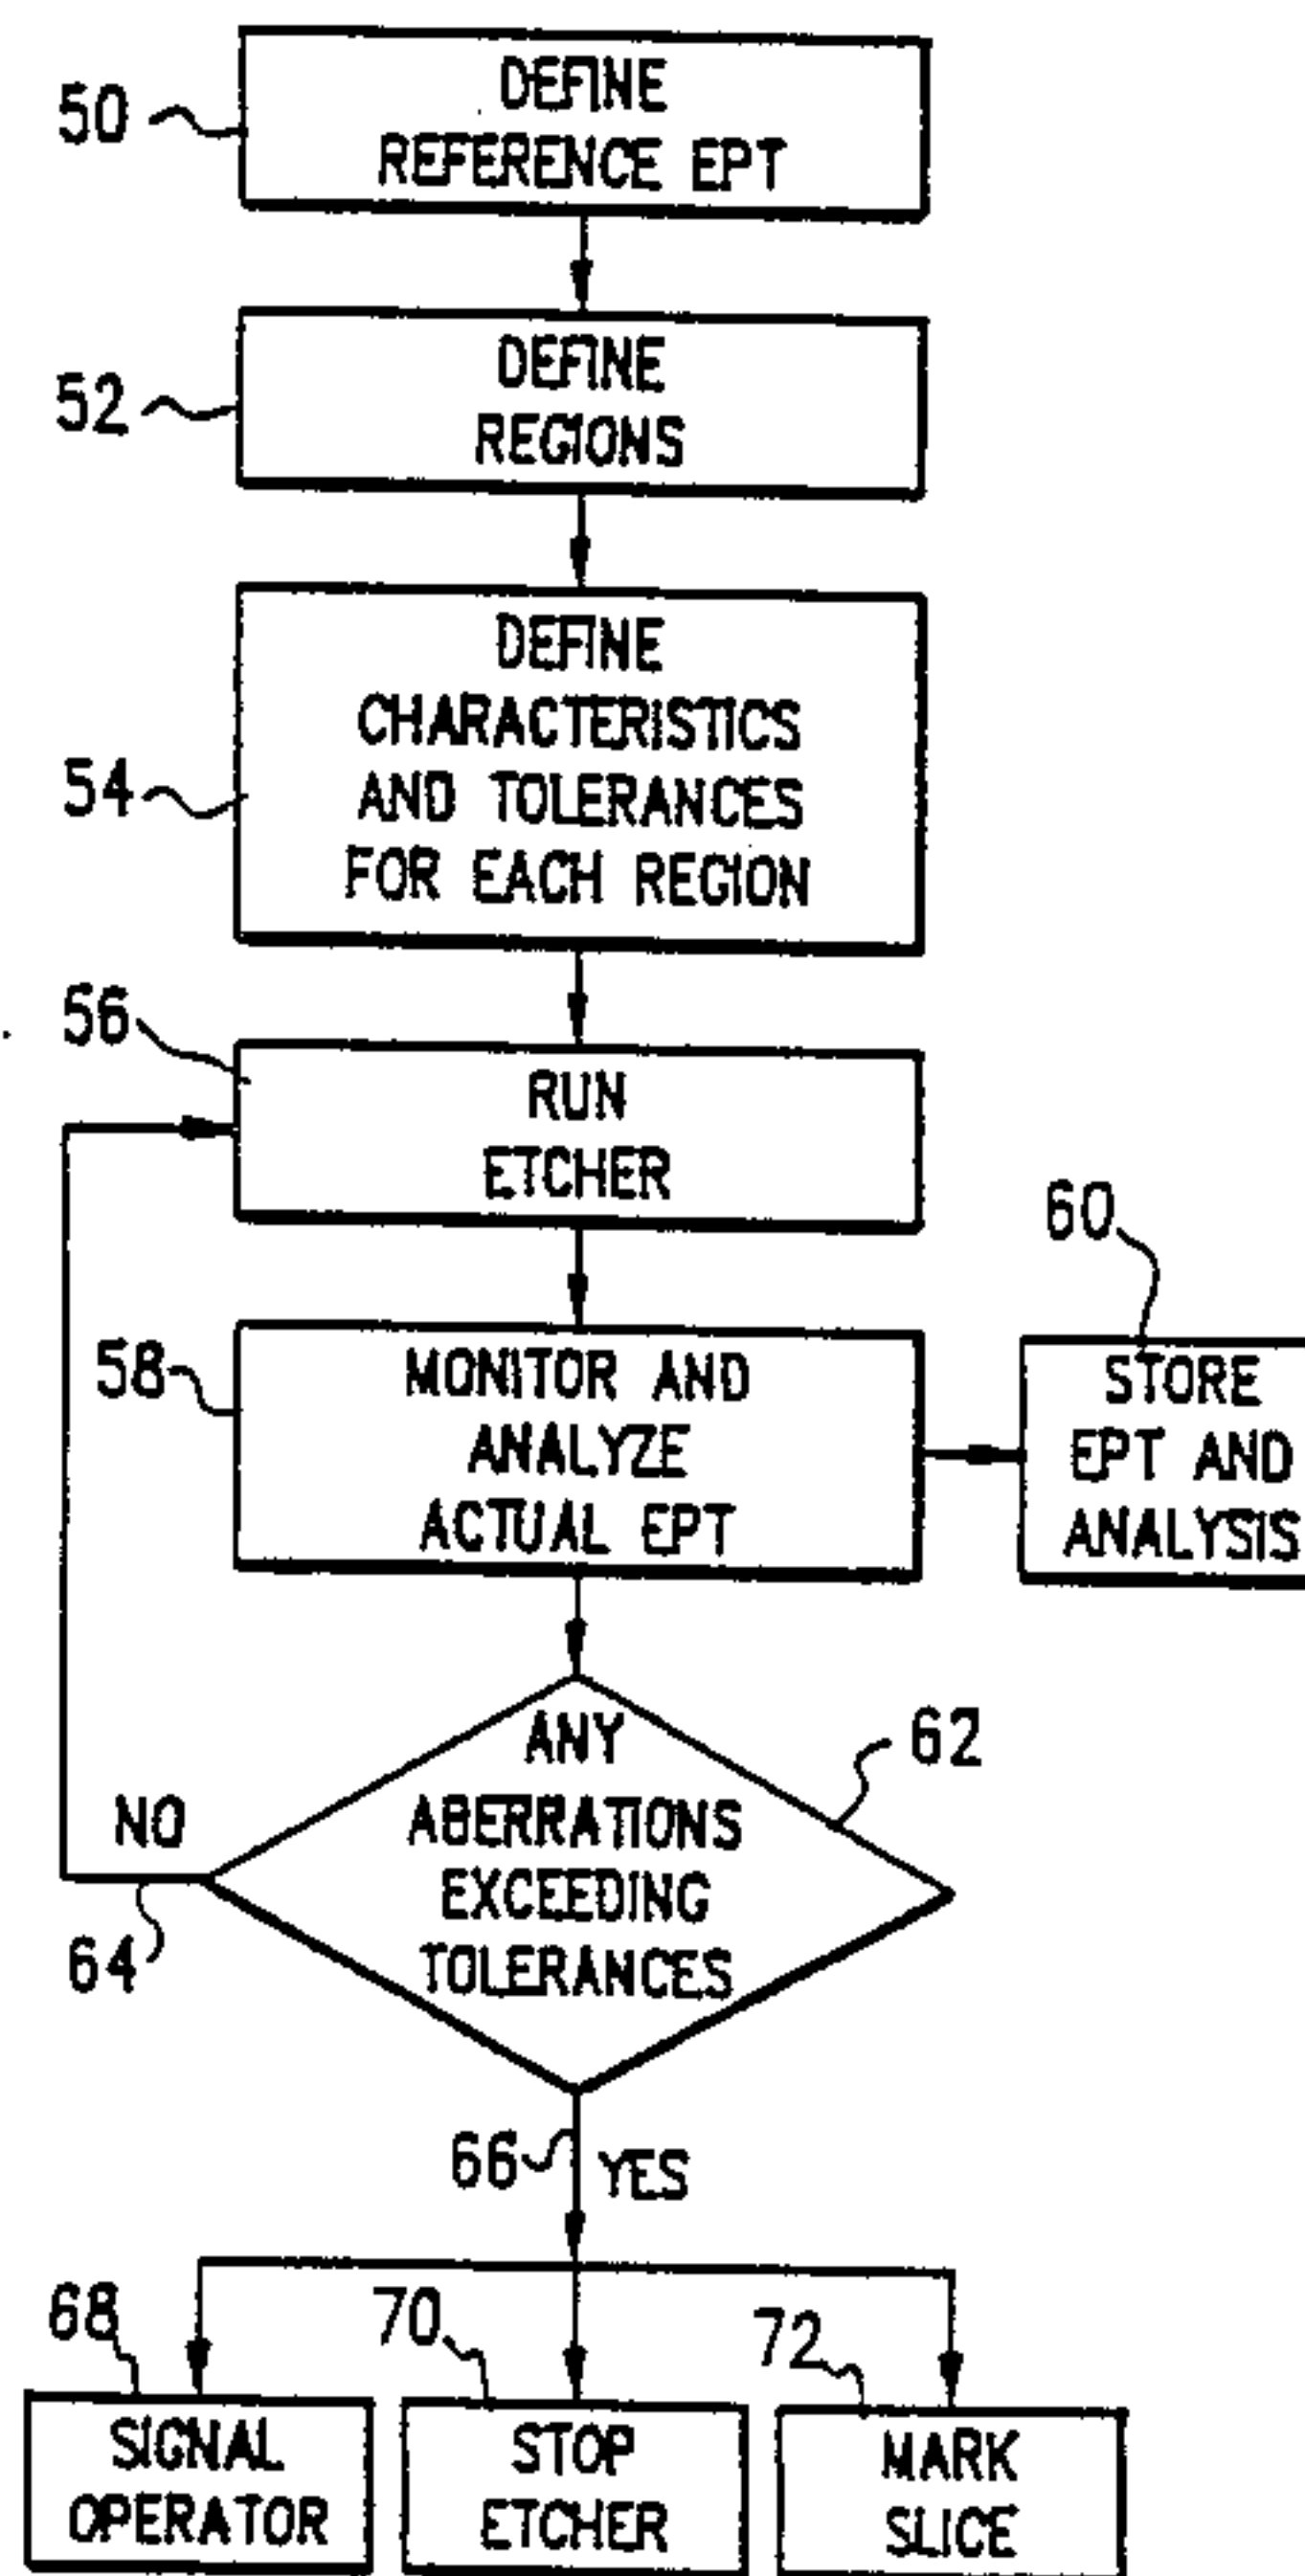 50
DEFINE
REFERENCE EPT
52
DEFINE
REGIONS
54
DEFINE
CHARACTERISTICS
AND TOLERANCES
FOR EACH REGION
56
RUN
ETCHER
58
MONITOR AND
ANALYZE
ACTUAL EPT
60
STORE
EPT AND
ANALYSIS
62
ANY
ABERRATIONS
EXCEEDING
TOLERANCES
NO
64
66
YES
68
SIGNAL
OPERATOR
70
STOP
ETCHER
72
MARK
SLICE